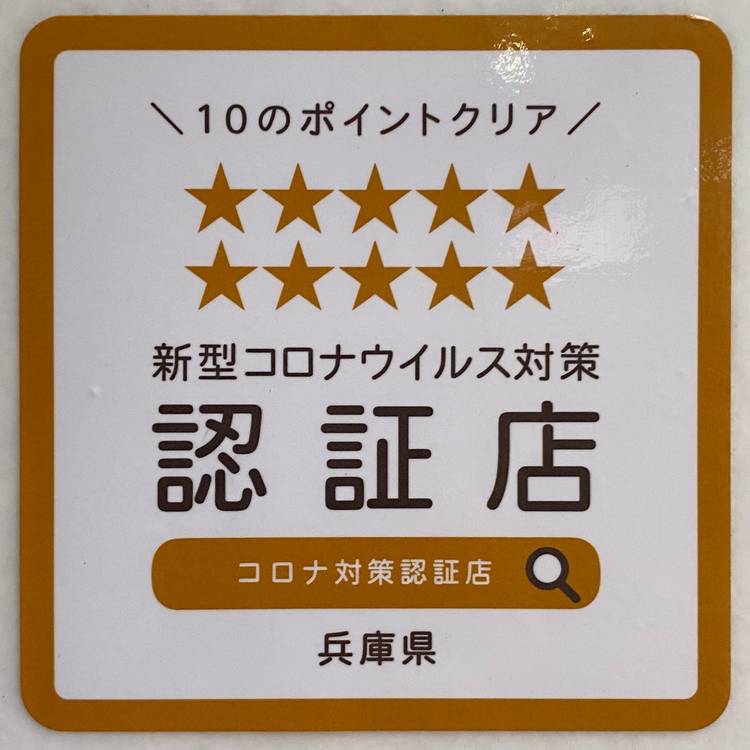 \ 10のポイントクリア /
★★★★★
★★★★★
新型コロナウイルス対策
認証店
コロナ対策認証店
兵庫県